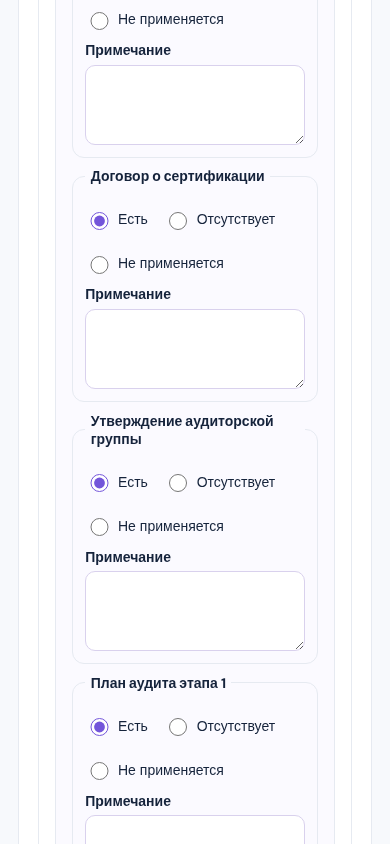 Не применяется
Примечание
Договор о сертификации
Есть Отсутствует
Не применяется
Примечание
Утверждение аудиторской
группы
Есть Отсутствует
Не применяется
Примечание
План аудита этапа 1
Есть Отсутствует
Не применяется
Примечание